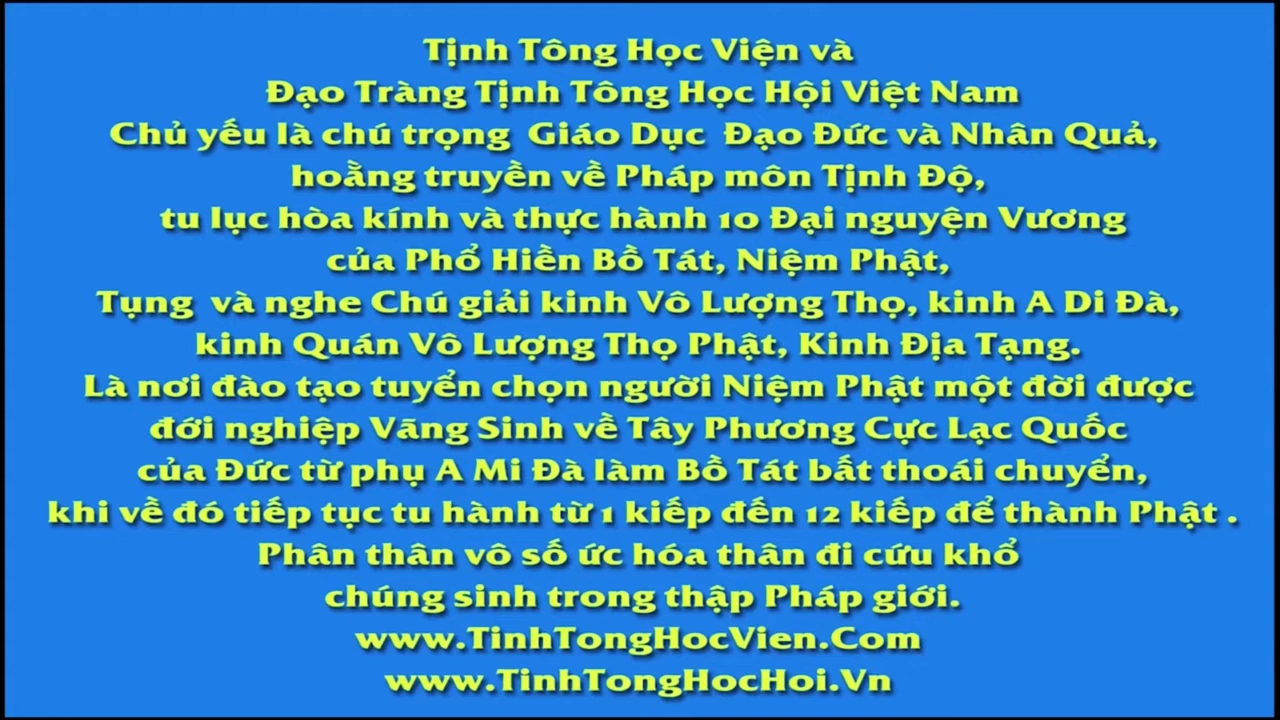 Tịnh Tông Học Viện và
Đạo Tràng Tịnh Tông Học Hội Việt Nam
Chủ yếu là chú trọng Giáo Dục Đạo Đức và Nhân Quả,
hoằng truyền về Pháp môn Tịnh Độ,
tu lục hòa kính và thực hành 10 Đại nguyện Vương
của Phổ Hiền Bồ Tát, Niệm Phật,
Tụng và nghe Chú giải kinh Vô Lượng Thọ, kinh A Di Đà,
kinh Quán Vô Lượng Thọ Phật, Kinh Địa Tạng.
Là nơi đào tạo tuyển chọn người Niệm Phật một đời được
đới nghiệp Vãng Sinh về Tây Phương Cực Lạc Quốc
của Đức từ phụ A Mi Đà làm Bồ Tát bất thoái chuyển,
khi về đó tiếp tục tu hành từ 1 kiếp đến 12 kiếp để thành Phật .
Phân thân vô số ức hóa thân đi cứu khổ
chúng sinh trong thập Pháp giới.
www.TinhTongHocVien.Com
www.TinhTongHocHoi.Vn